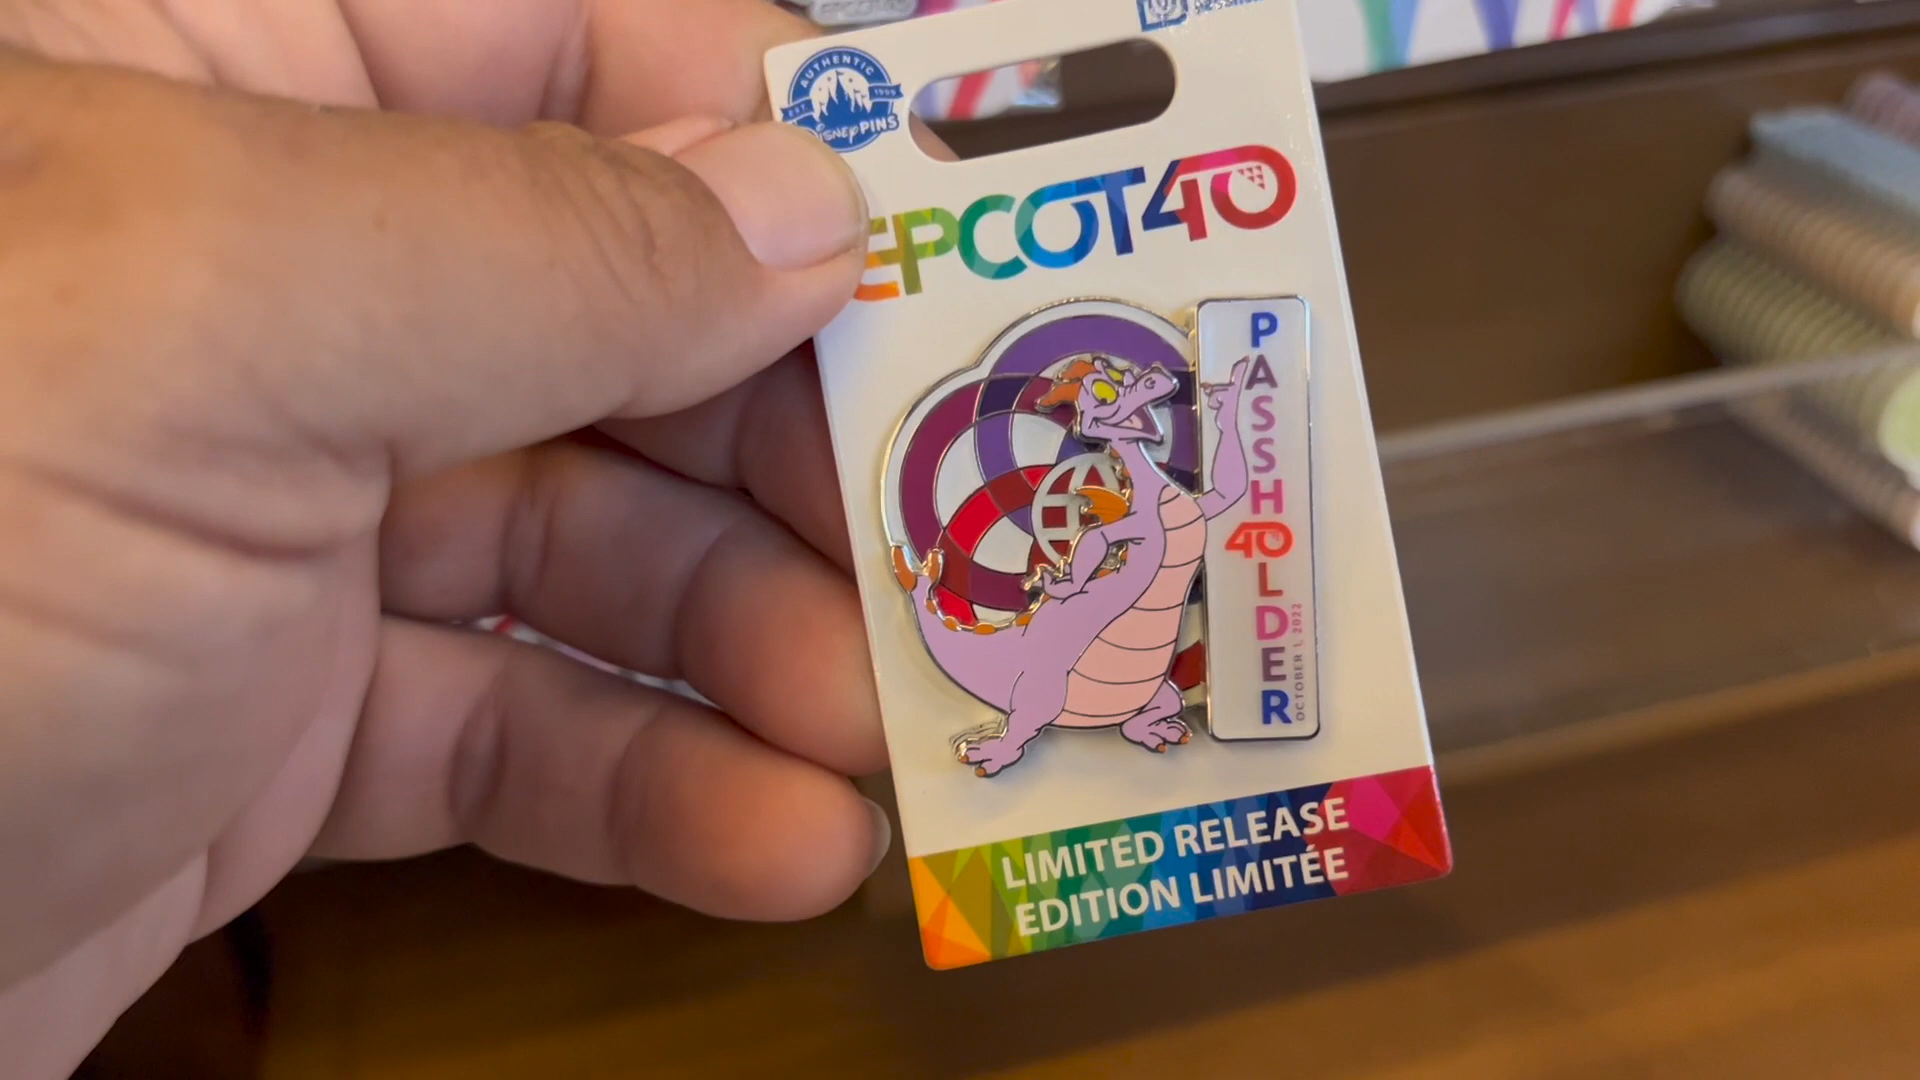 AUTHENTIC
EST. 1999
DISNEY PINS
EPCOT40
PASSH40LDER
OCTOBER 1, 2022
LIMITED RELEASE
EDITION LIMITÉE